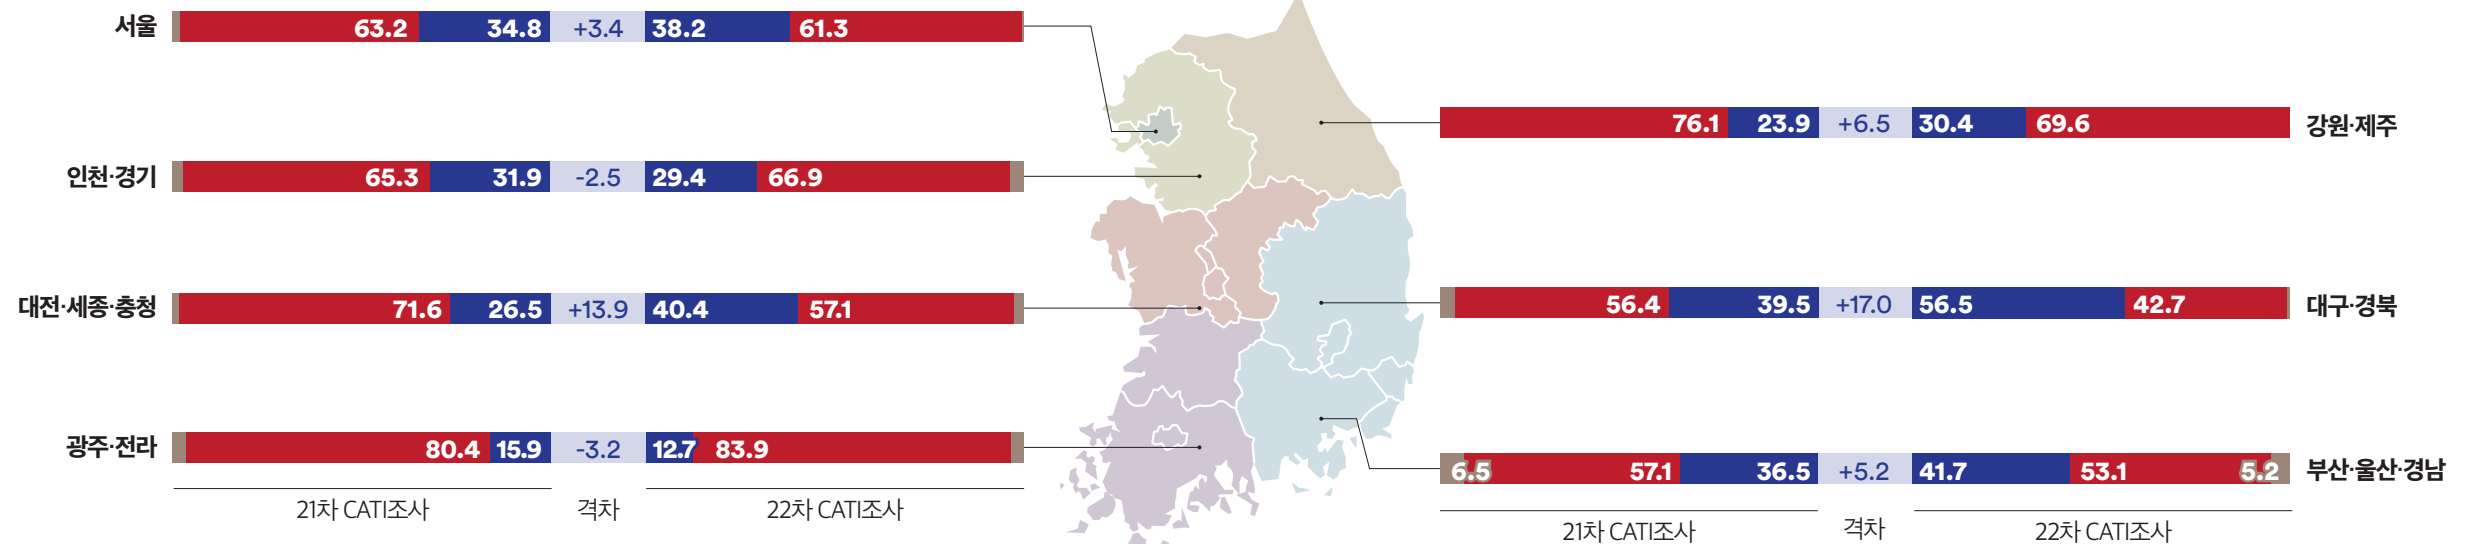 서울 63.2 34.8 +3.4 38.2 61.3
인천·경기 65.3 31.9 -2.5 29.4 66.9
대전·세종·충청 71.6 26.5 +13.9 40.4 57.1
광주·전라 80.4 15.9 -3.2 12.7 83.9
21차 CATI조사 격차 22차 CATI조사
76.1 23.9 +6.5 30.4 69.6 강원·제주
56.4 39.5 +17.0 56.5 42.7 대구·경북
6.5 57.1 36.5 +5.2 41.7 53.1 5.2 부산·울산·경남
21차 CATI조사 격차 22차 CATI조사